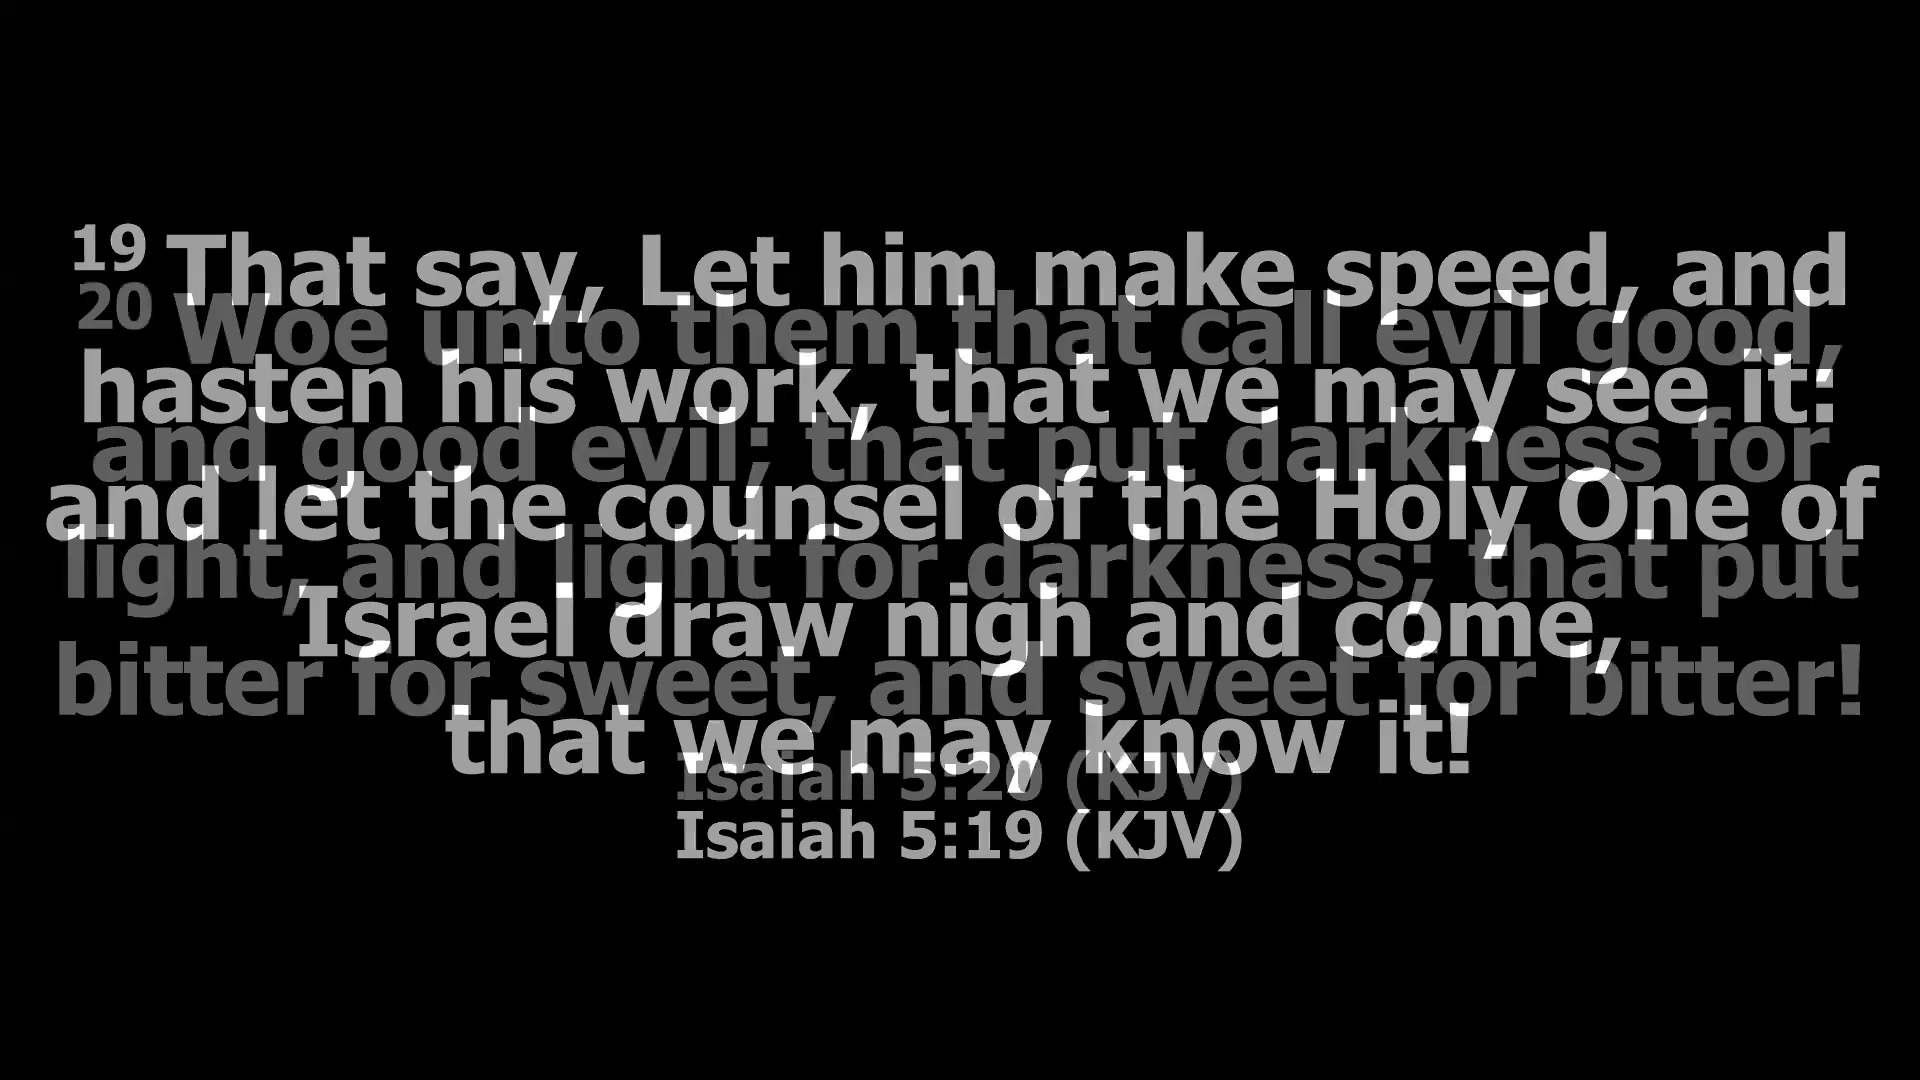 19 That say, Let him make speed, and
hasten his work, that we may see it:
and let the counsel of the Holy One of
Israel draw nigh and come,
that we may know it!
Isaiah 5:19 (KJV)
20 Woe unto them that call evil good,
and good evil; that put darkness for
light, and light for darkness; that put
bitter for sweet, and sweet for bitter!
Isaiah 5:20 (KJV)